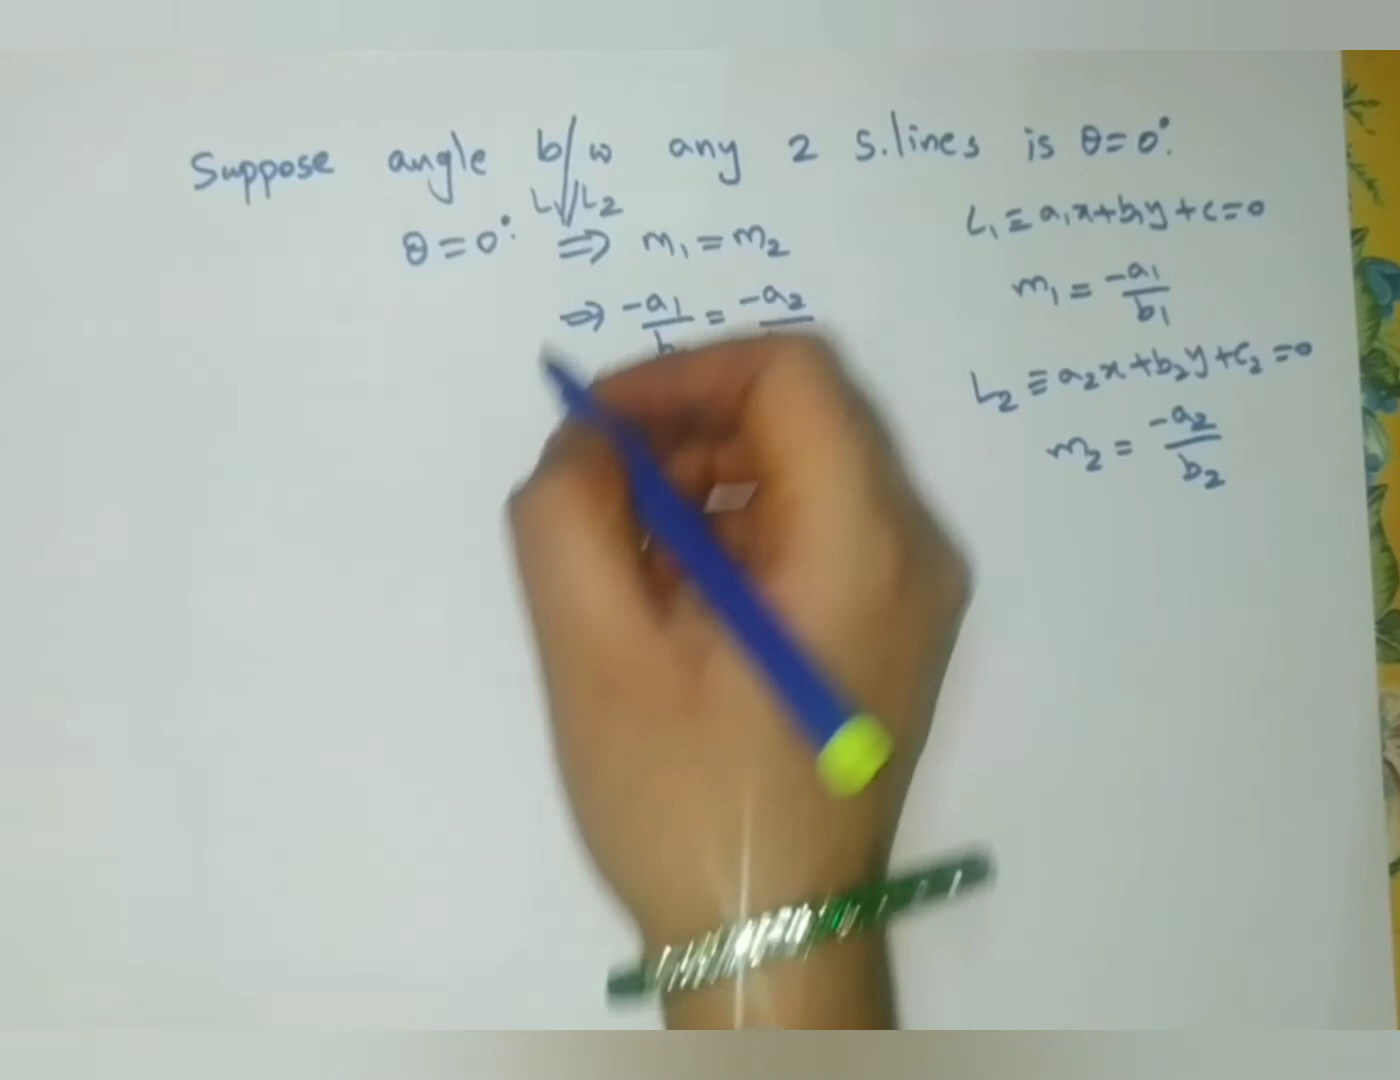 Suppose angle b/w any 2 s.lines is θ=0°.
L1//L2
θ=0° ⇒ m1=m2
⇒ -a1/b1 = -a2/
L1≡a1x+b1y+c=0
m1 = -a1/b1
L2≡a2x+b2y+c2=0
m2 = -a2/b2